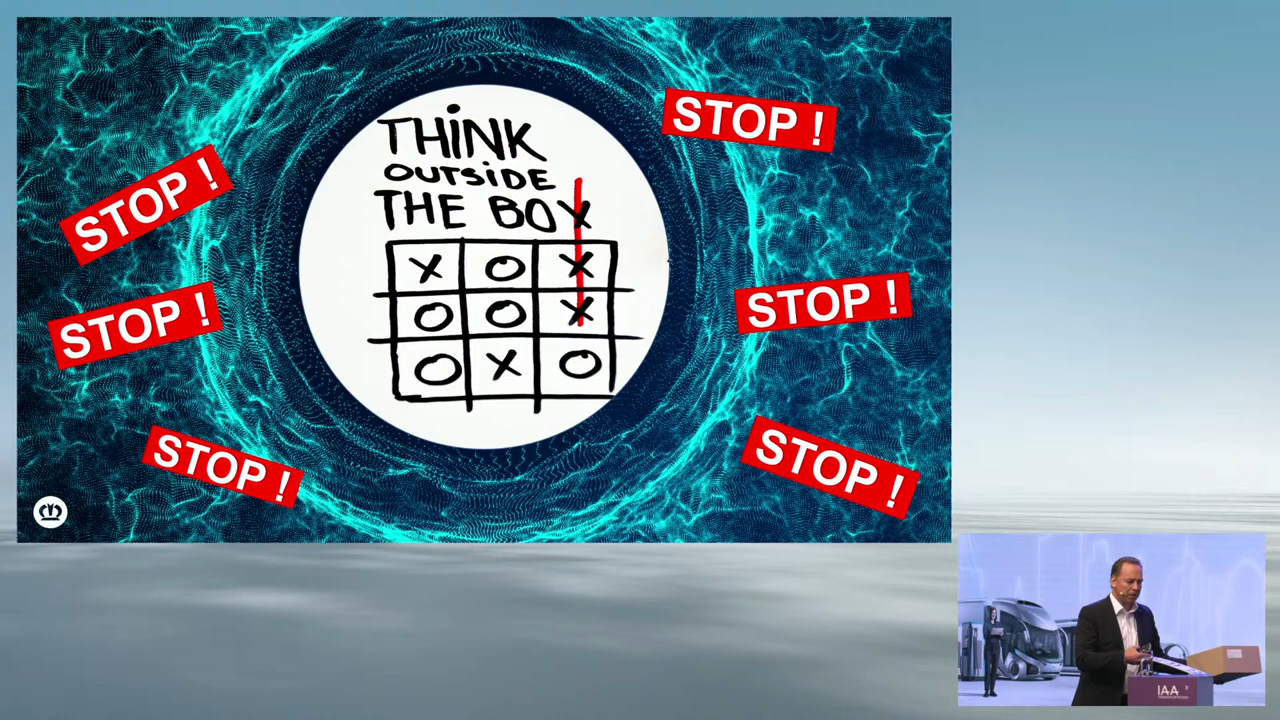 THiNK
OUTSiDE
THE BOX
X O X
O O X
O X O
STOP !
STOP !
STOP !
STOP !
STOP !
STOP !
IAA